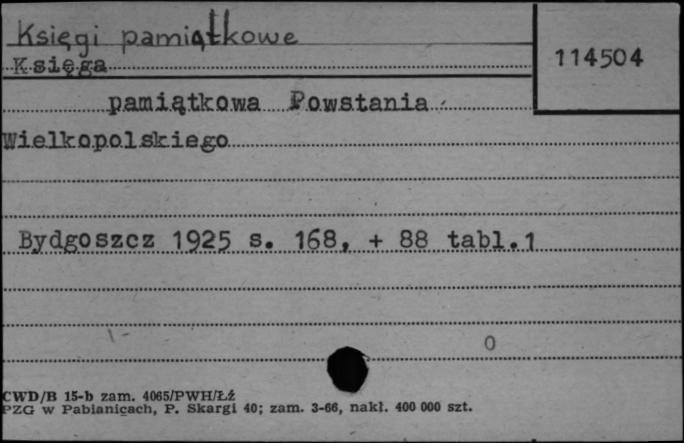 Księgi pamiątkowe
114504
Księga
pamiątkowa Powstania
Wielkopolskiego
Bydgoszcz 1925 s. 168, + 88 tabl.1
0
CWD/B 15-b zam. 4065/PWH/Łź
PZG w Pabianicach, P. Skargi 40; zam. 3-66, nakł. 400 000 szt.